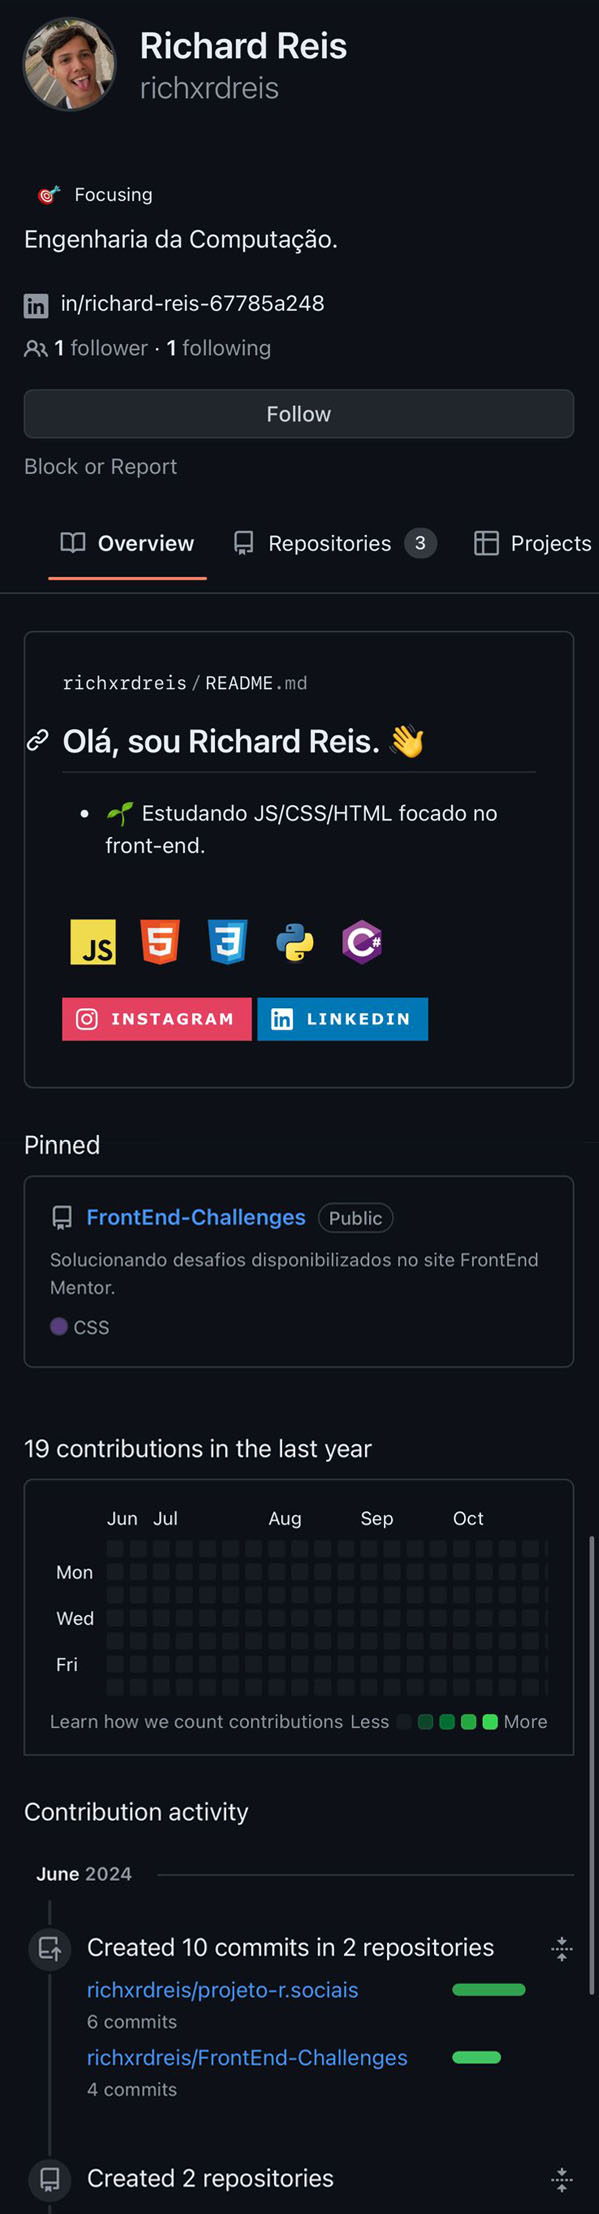 Richard Reis
richxrdreis
Focusing
Engenharia da Computação.
in/richard-reis-67785a248
1 follower · 1 following
Follow
Block or Report
Overview Repositories 3 Projects
richxrdreis/README.md
Olá, sou Richard Reis. 👋
• 🌱 Estudando JS/CSS/HTML focado no
front-end.
JS 5 3 C#
INSTAGRAM LINKEDIN
Pinned
FrontEnd-Challenges Public
Solucionando desafios disponibilizados no site FrontEnd
Mentor.
CSS
19 contributions in the last year
Jun Jul Aug Sep Oct
Mon
Wed
Fri
Learn how we count contributions Less More
Contribution activity
June 2024
Created 10 commits in 2 repositories
richxrdreis/projeto-r.sociais
6 commits
richxrdreis/FrontEnd-Challenges
4 commits
Created 2 repositories